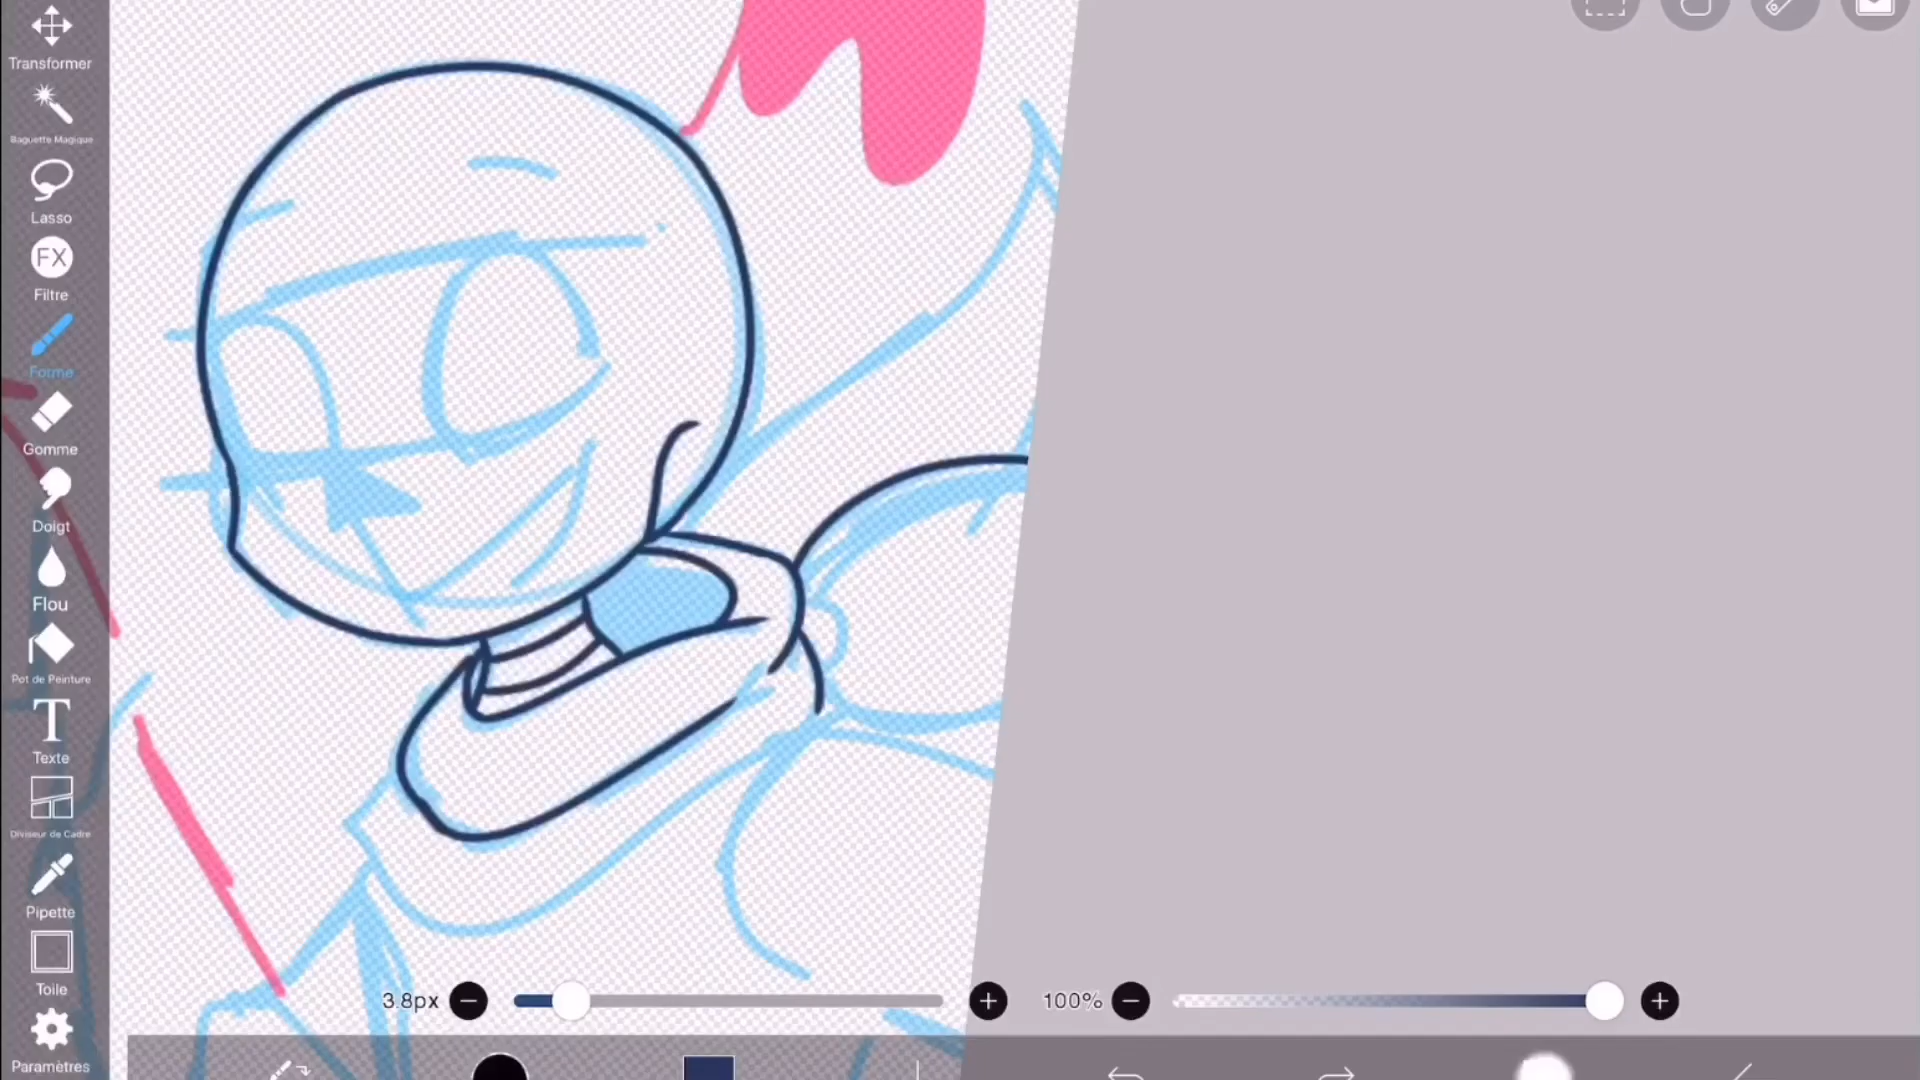 Transformer
Baguette Magique
Lasso
FX
Filtre
Forme
Gomme
Doigt
Flou
Pot de Peinture
T
Texte
Diviseur de Cadre
Pipette
Toile
Paramètres
3.8px
100%